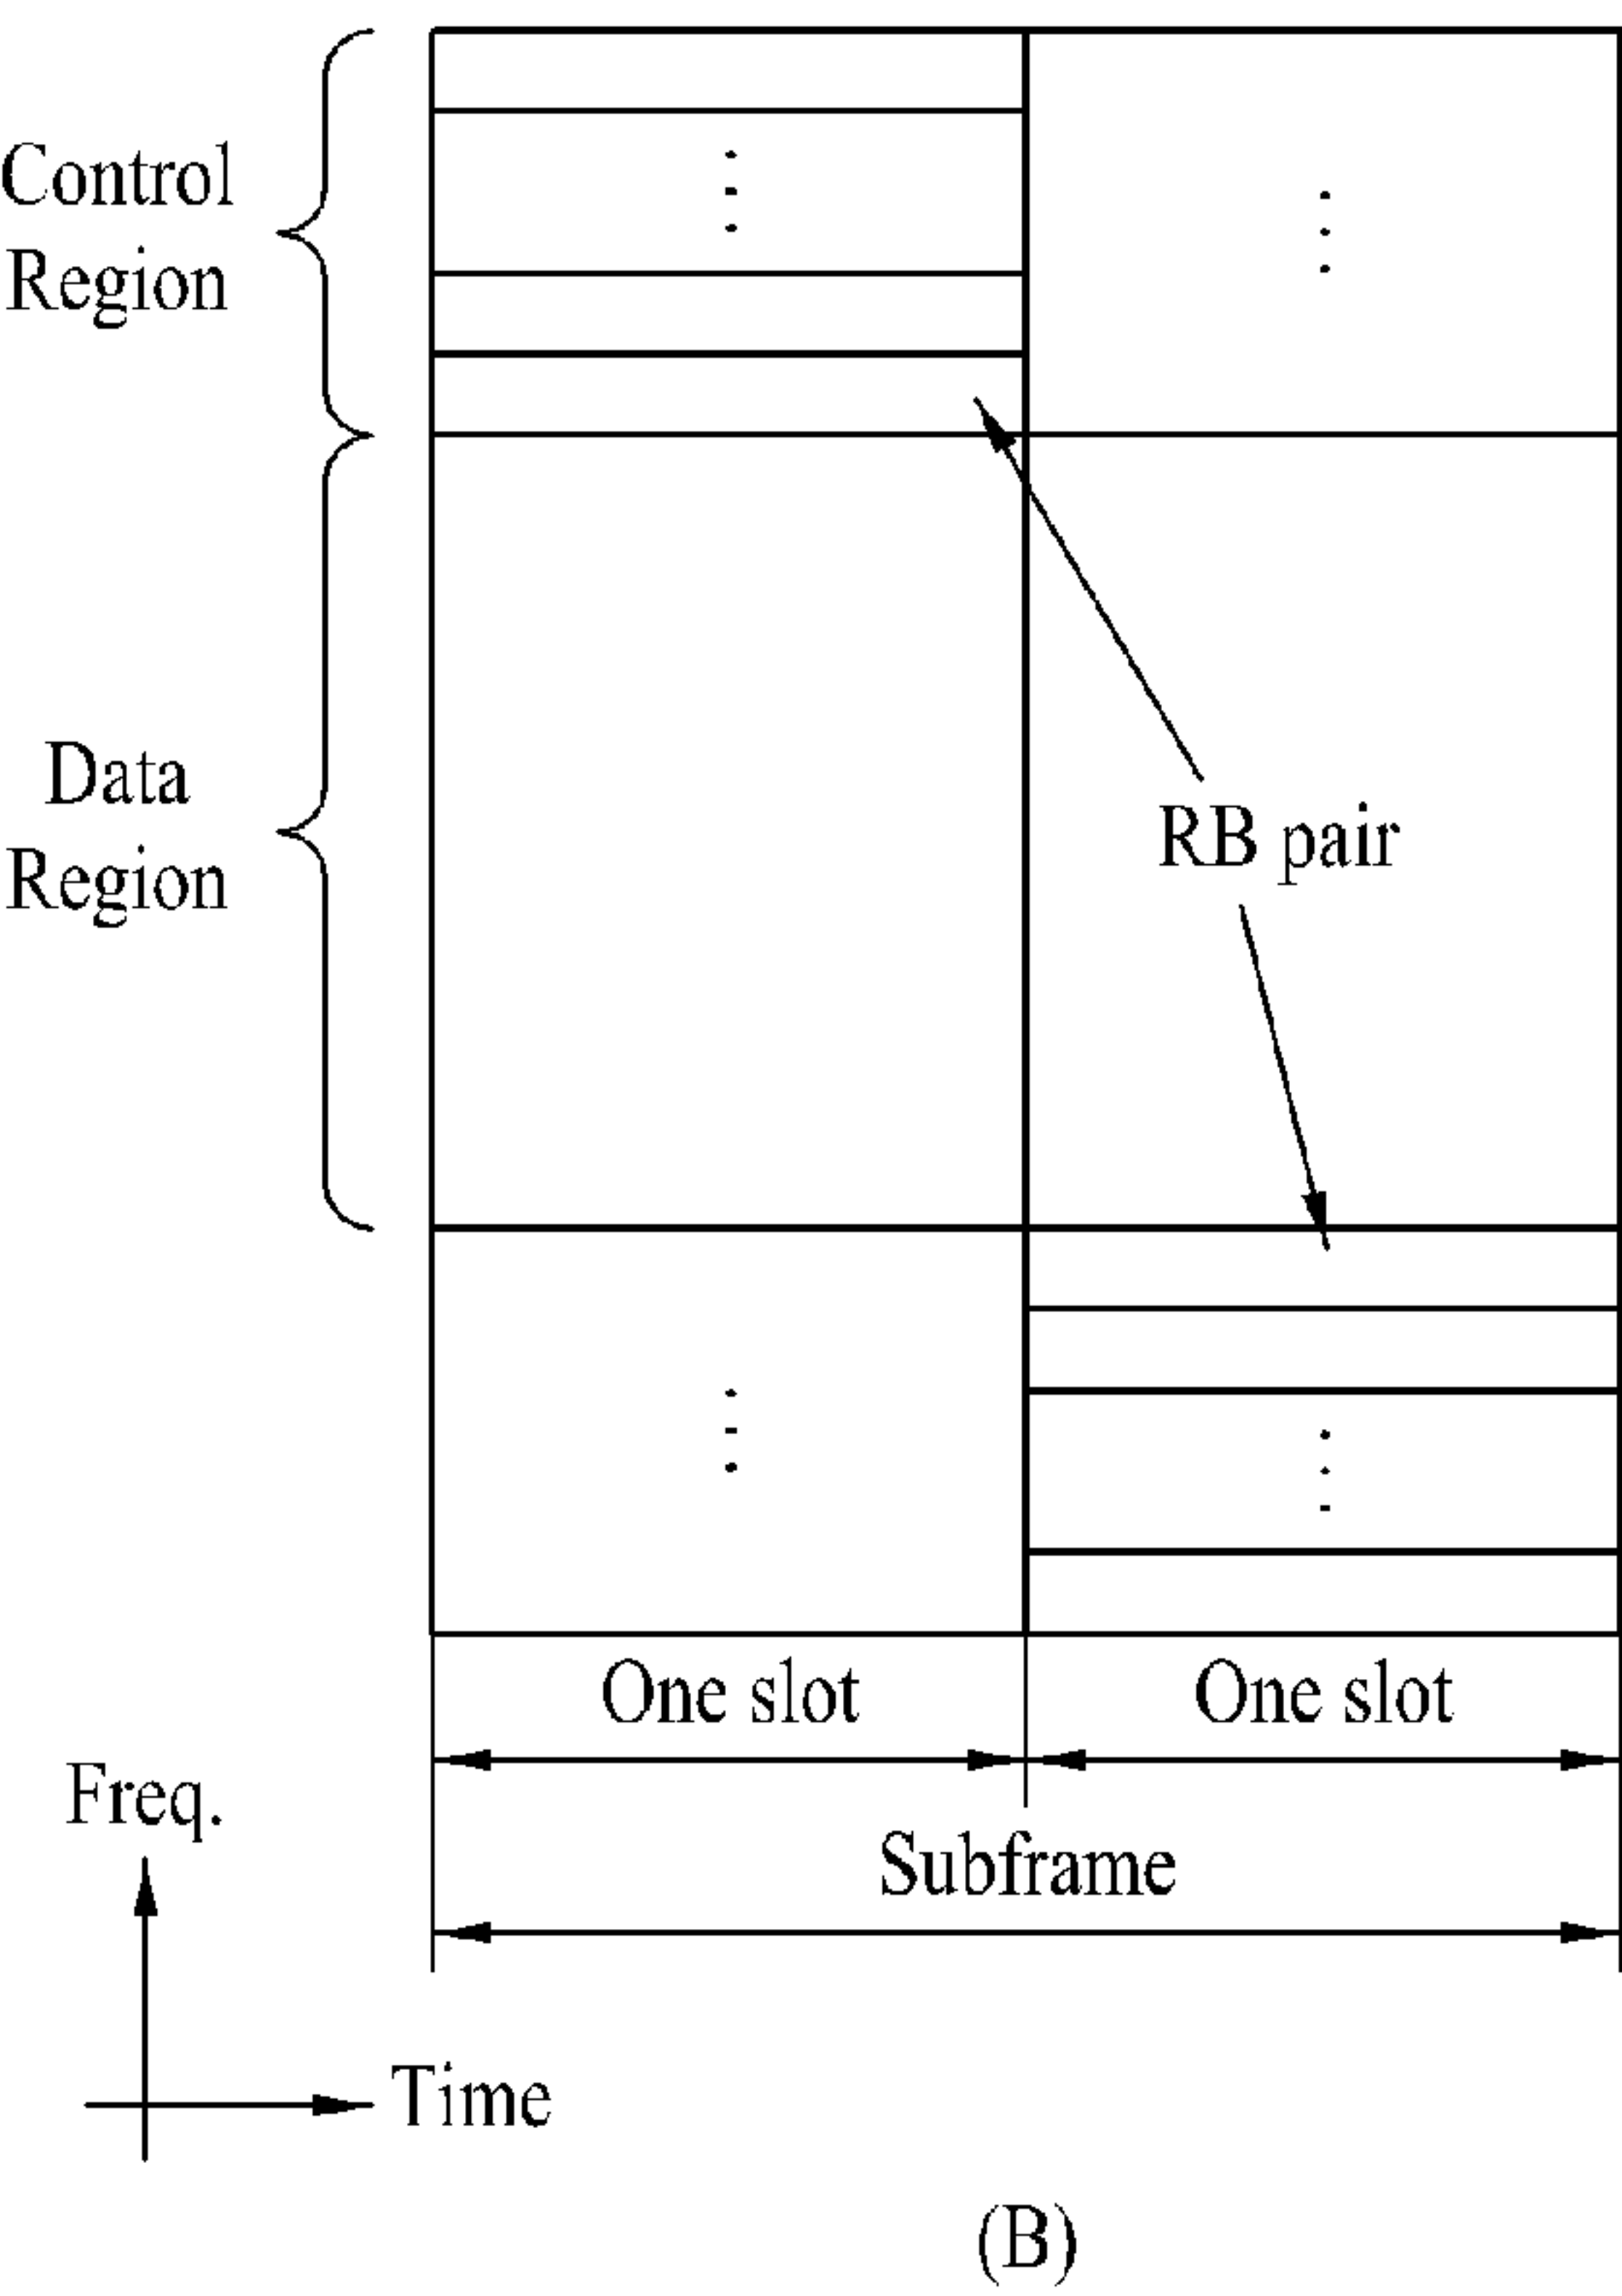 Control
Region
Data
Region
RB pair
One slot
One slot
Subframe
Freq.
Time
(B)